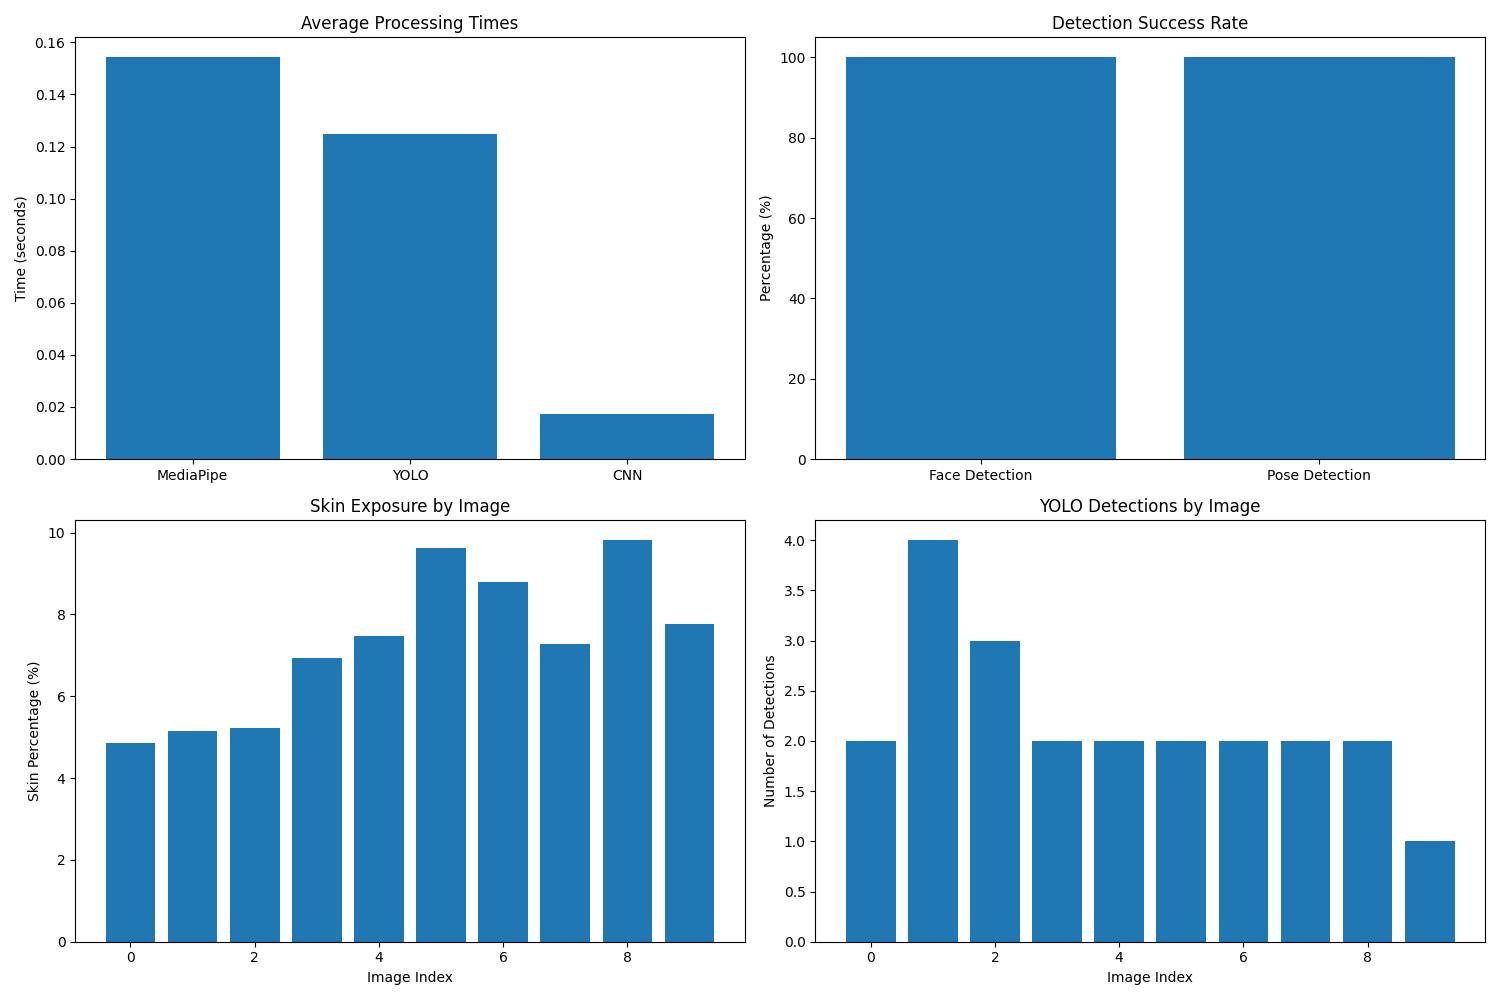 Average Processing Times
Time (seconds)
0.16
0.14
0.12
0.10
0.08
0.06
0.04
0.02
0.00
MediaPipe YOLO CNN
Detection Success Rate
Percentage (%)
100
80
60
40
20
0
Face Detection Pose Detection
Skin Exposure by Image
Skin Percentage (%)
10
8
6
4
2
0
0 2 4 6 8
Image Index
YOLO Detections by Image
Number of Detections
4.0
3.5
3.0
2.5
2.0
1.5
1.0
0.5
0.0
0 2 4 6 8
Image Index